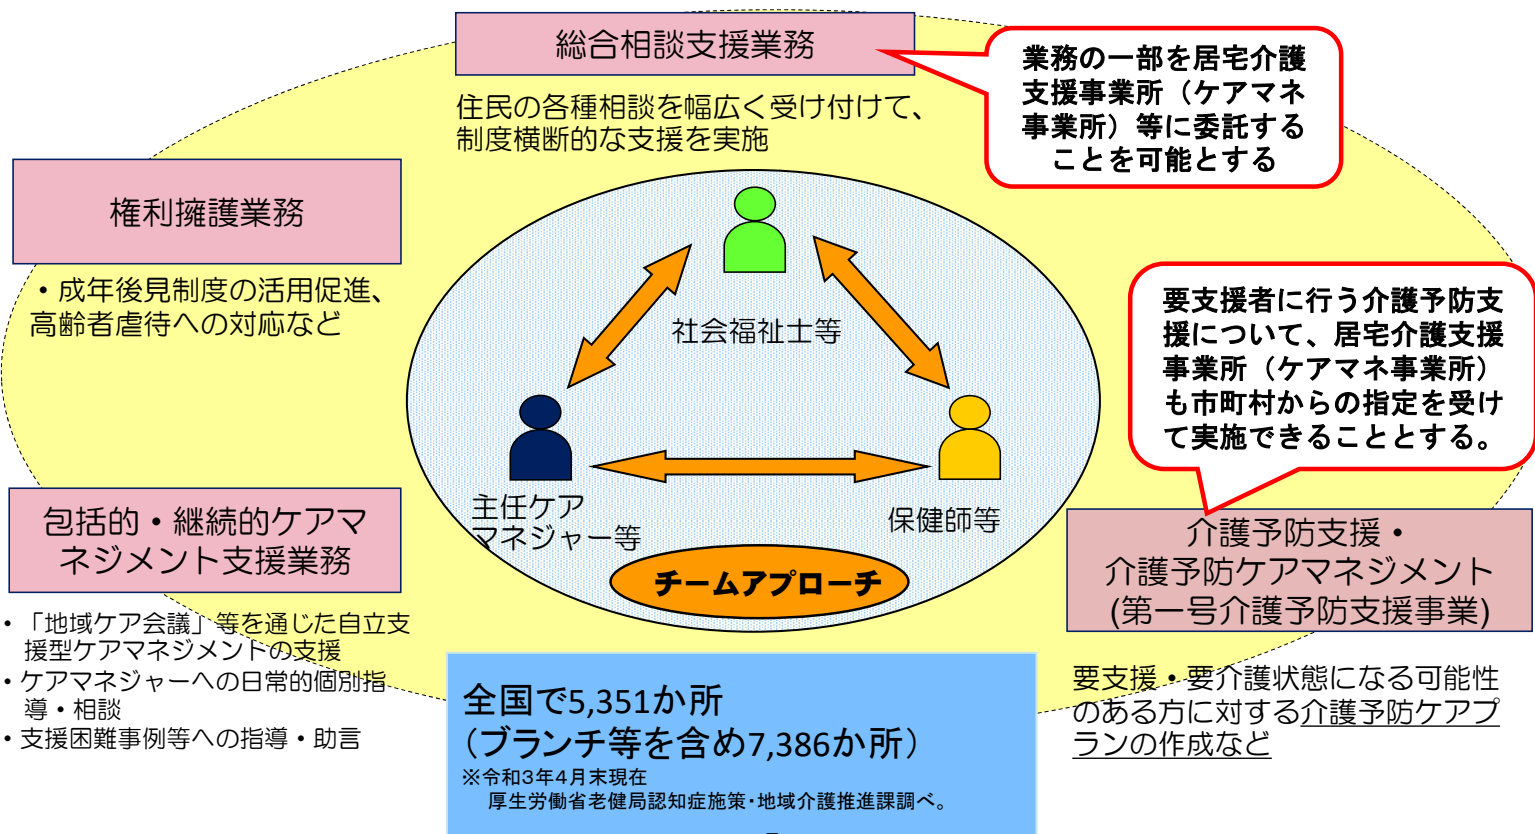 総合相談支援業務
住民の各種相談を幅広く受け付けて、
制度横断的な支援を実施
業務の一部を居宅介護
支援事業所（ケアマネ
事業所）等に委託する
ことを可能とする
権利擁護業務
・成年後見制度の活用促進、
高齢者虐待への対応など
社会福祉士等
要支援者に行う介護予防支
援について、居宅介護支援
事業所（ケアマネ事業所）
も市町村からの指定を受け
て実施できることとする。
主任ケア
マネジャー等
保健師等
チームアプローチ
包括的・継続的ケアマ
ネジメント支援業務
・「地域ケア会議」等を通じた自立支
援型ケアマネジメントの支援
・ケアマネジャーへの日常的個別指
導・相談
・支援困難事例等への指導・助言
介護予防支援・
介護予防ケアマネジメント
(第一号介護予防支援事業)
要支援・要介護状態になる可能性
のある方に対する介護予防ケアプ
ランの作成など
全国で5,351か所
（ブランチ等を含め7,386か所）
※令和3年4月末現在
厚生労働省老健局認知症施策・地域介護推進課調べ。